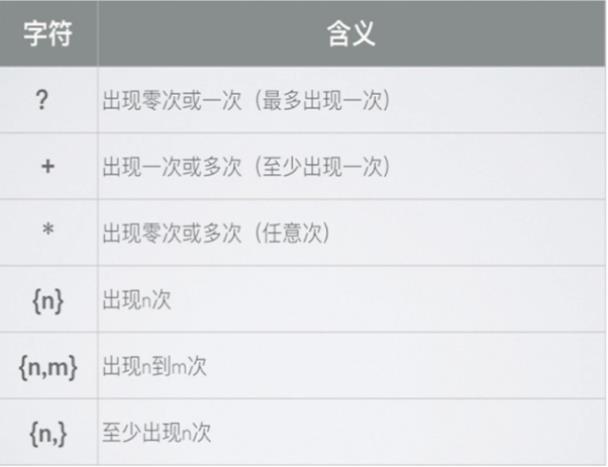 字符 含义
? 出现零次或一次（最多出现一次）
+ 出现一次或多次（至少出现一次）
* 出现零次或多次（任意次）
{n} 出现n次
{n,m} 出现n到m次
{n,} 至少出现n次